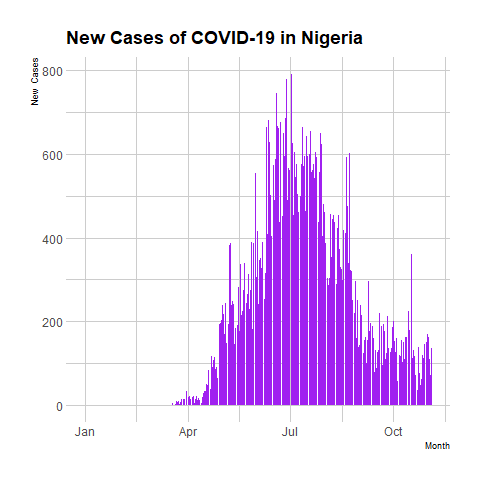 New Cases of COVID-19 in Nigeria
New Cases
800
600
400
200
0
Jan Apr Jul Oct
Month